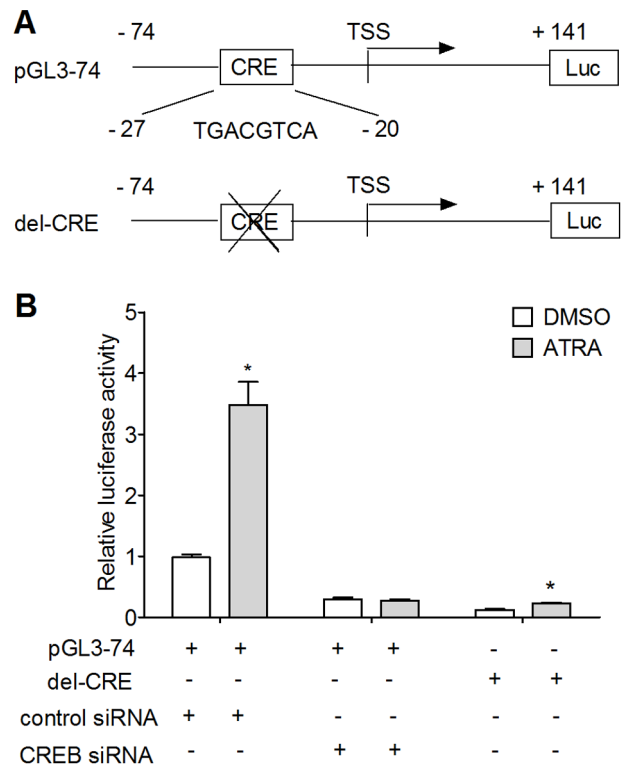 A
- 74 TSS + 141
pGL3-74 CRE Luc
- 27 TGACGTCA - 20
- 74 TSS + 141
del-CRE CRE Luc
B
DMSO
ATRA
Relative luciferase activity
5
4
3
2
1
0
*
*
pGL3-74 + + + + - -
del-CRE - - - - + +
control siRNA + + - - - -
CREB siRNA - - + + - -